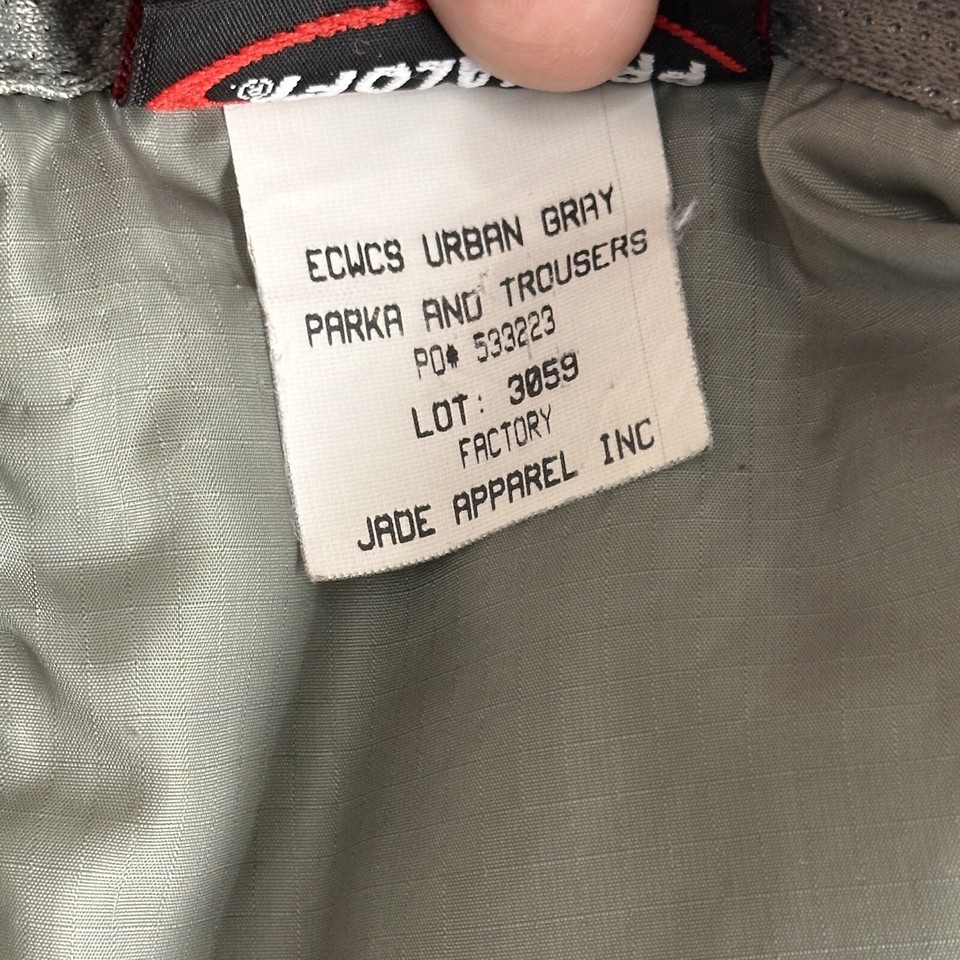 ECWCS URBAN GRAY
PARKA AND TROUSERS
PO# 533223
LOT: 3059
FACTORY
JADE APPAREL INC